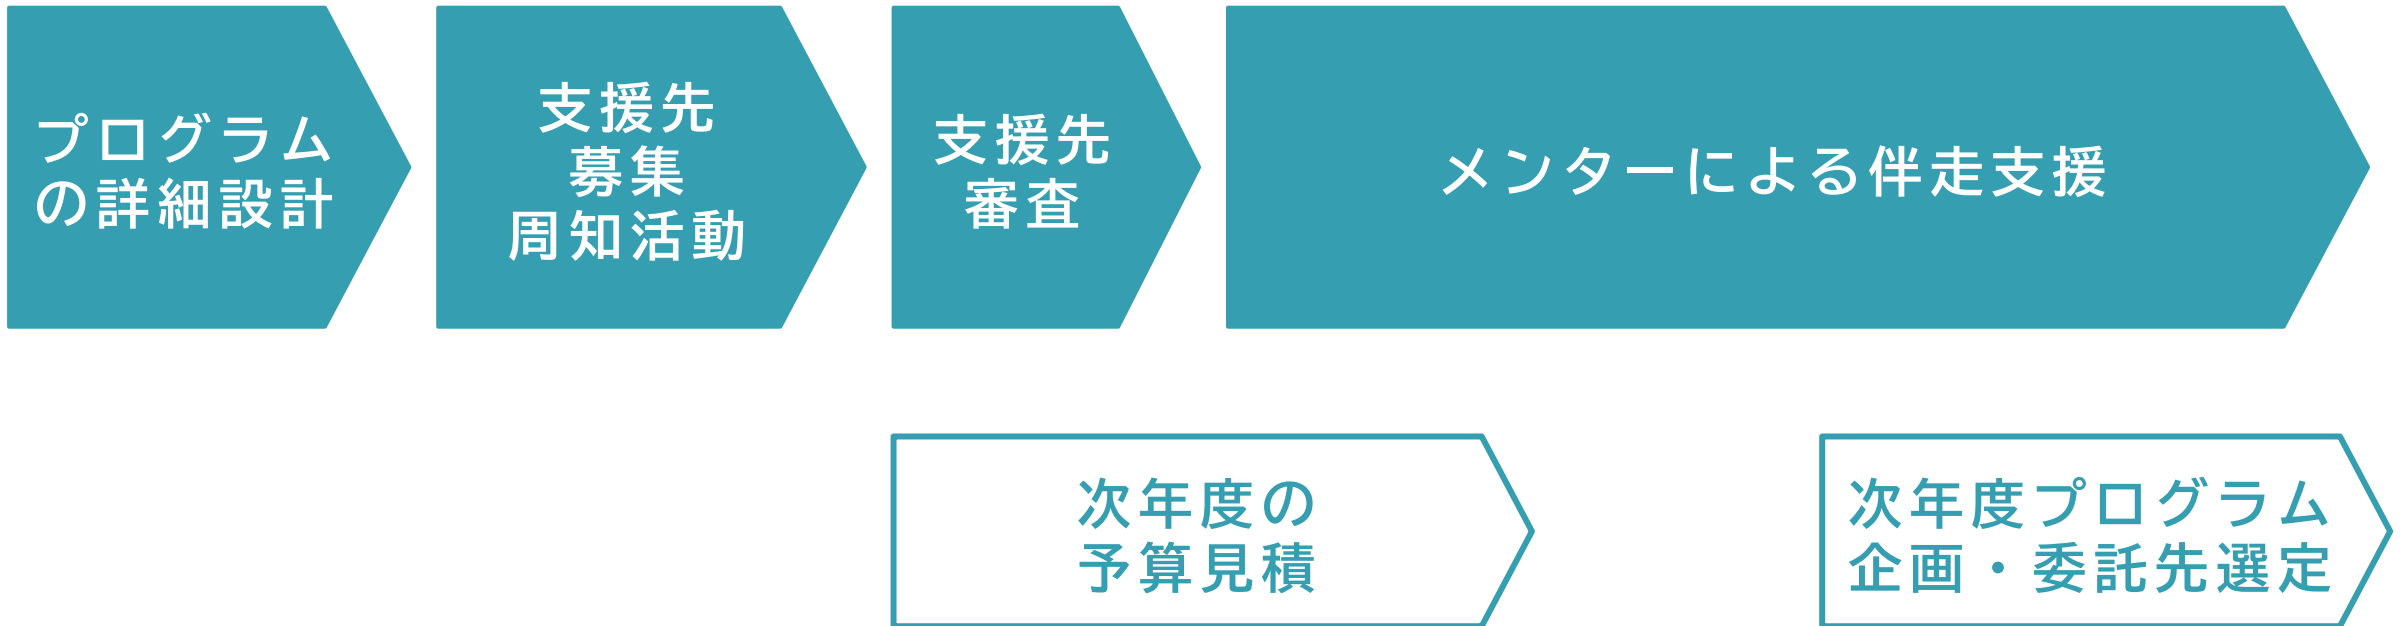 プログラム
の詳細設計
支援先
募集
周知活動
支援先
審査
メンターによる伴走支援
次年度の
予算見積
次年度プログラム
企画・委託先選定